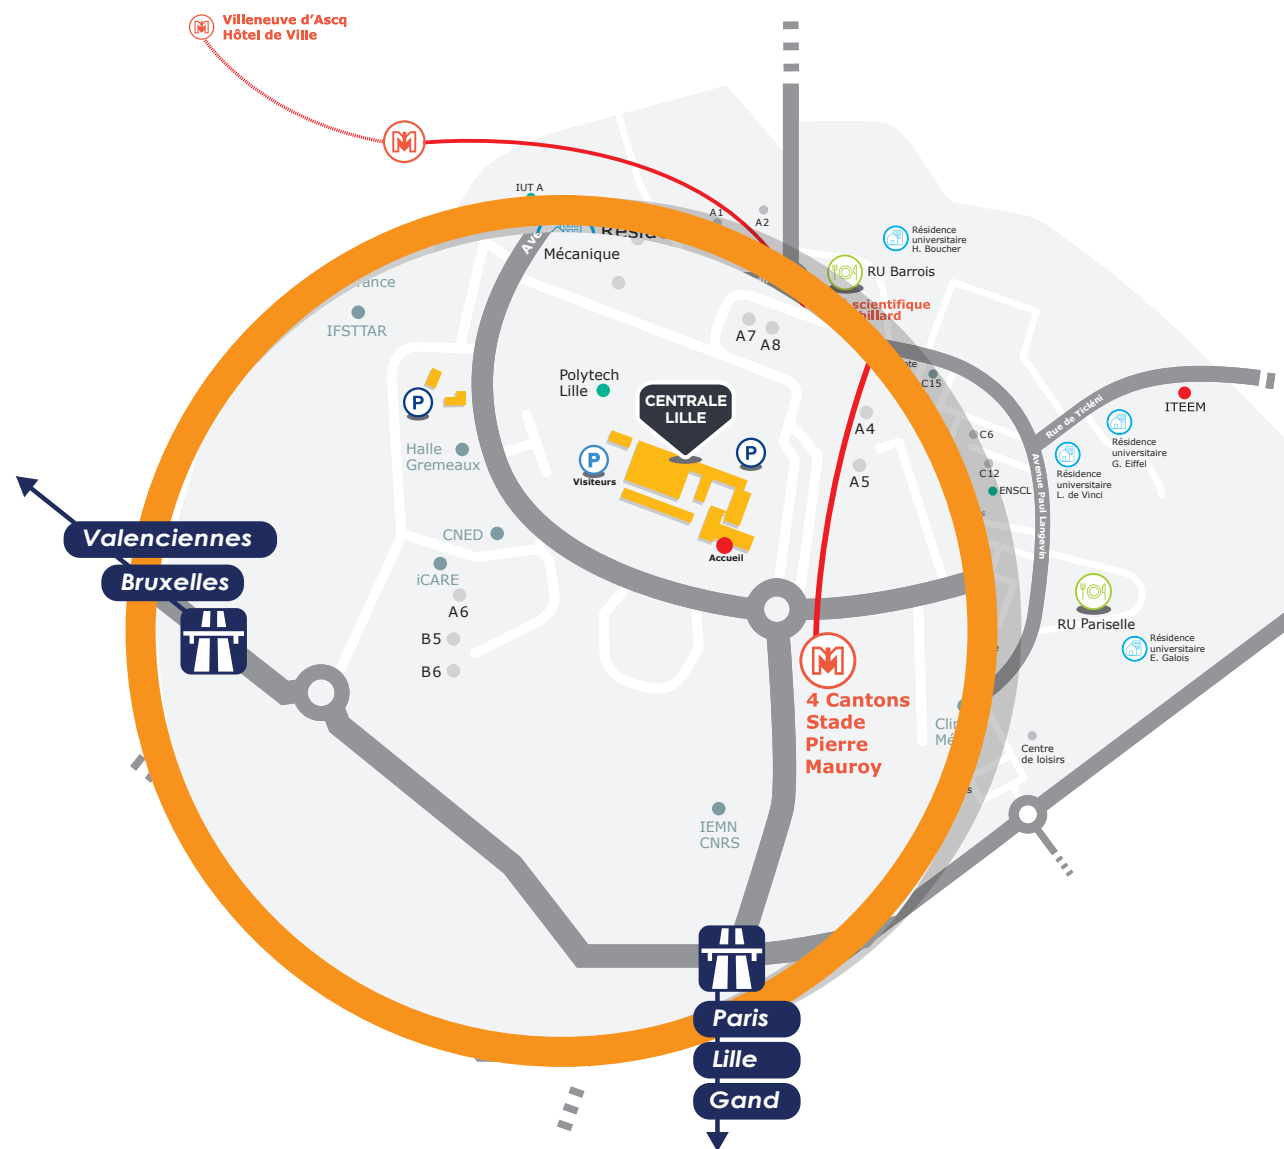 Villeneuve d'Ascq
Hôtel de Ville
IUT A
A1
A2
Résidence
universitaire
H. Boucher
Mécanique
RU Barrois
scientifique
IFSTTAR
A7
A8
Polytech
Lille
C15
CENTRALE
LILLE
P
ITEEM
Rue de Ticléni
A4
C6
Résidence
universitaire
G. Eiffel
Halle
Gremeaux
P
P
Visiteurs
A5
C12
Résidence
universitaire
L. de Vinci
ENSCL
Avenue Paul Langevin
Valenciennes
CNED
Accueil
Bruxelles
iCARE
A6
RU Pariselle
B5
B6
Résidence
universitaire
E. Galois
4 Cantons
Stade
Pierre
Mauroy
Centre
de loisirs
IEMN
CNRS
Paris
Lille
Gand